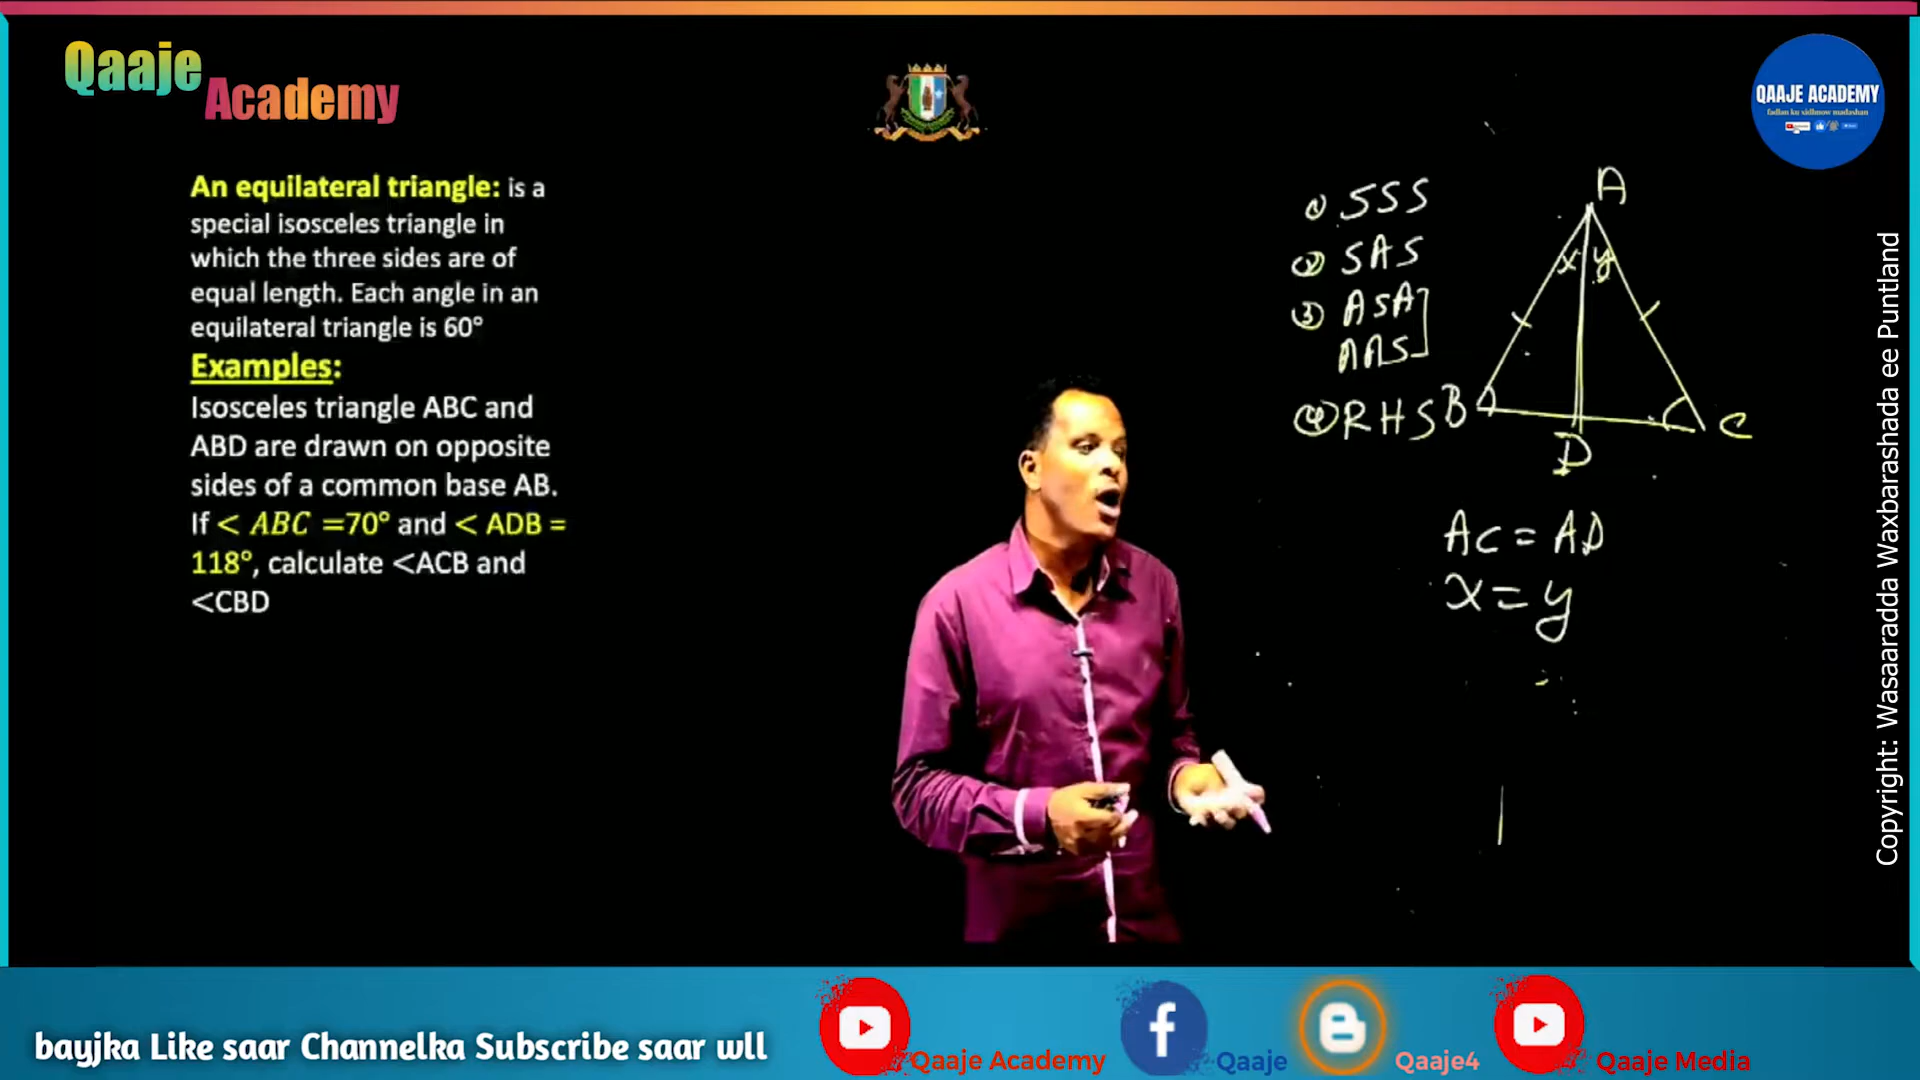 Qaaje
Academy
QAAJE ACADEMY
fadlan ku xidhnow madashan
An equilateral triangle: is a
special isosceles triangle in
which the three sides are of
equal length. Each angle in an
equilateral triangle is 60°
Examples:
Isosceles triangle ABC and
ABD are drawn on opposite
sides of a common base AB.
If < ABC =70° and < ADB =
118°, calculate <ACB and
<CBD
① SSS
② SAS
③ ASA
AAS
④ RHS
A
x y
B
C
D
AC = AD
x = y
Copyright: Wasaaradda Waxbarashada ee Puntland
bayjka Like saar Channelka Subscribe saar wll
Qaaje Academy
Qaaje
Qaaje4
Qaaje Media